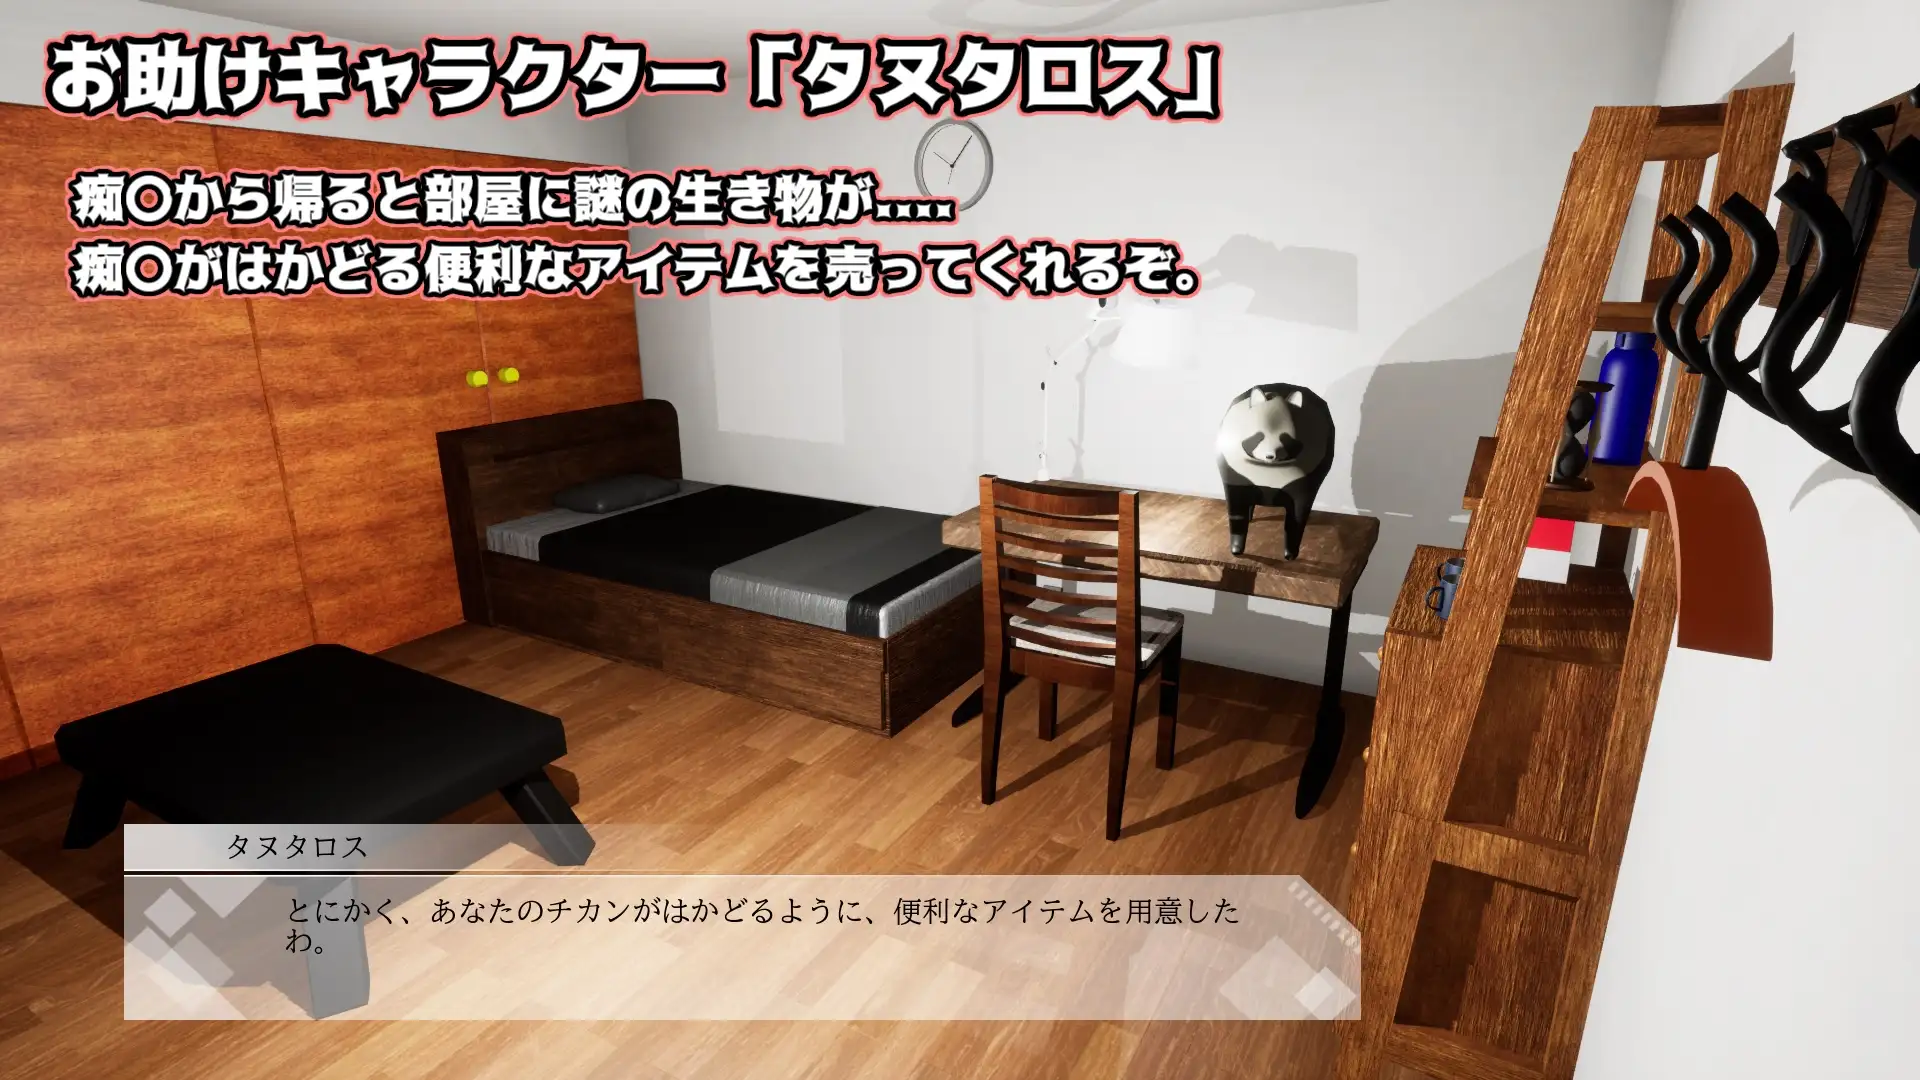 お助けキャラクター「タヌタロス」
痴〇から帰ると部屋に謎の生き物が....
痴〇がはかどる便利なアイテムを売ってくれるぞ。
タヌタロス
とにかく、あなたのチカンがはかどるように、便利なアイテムを用意した
わ。